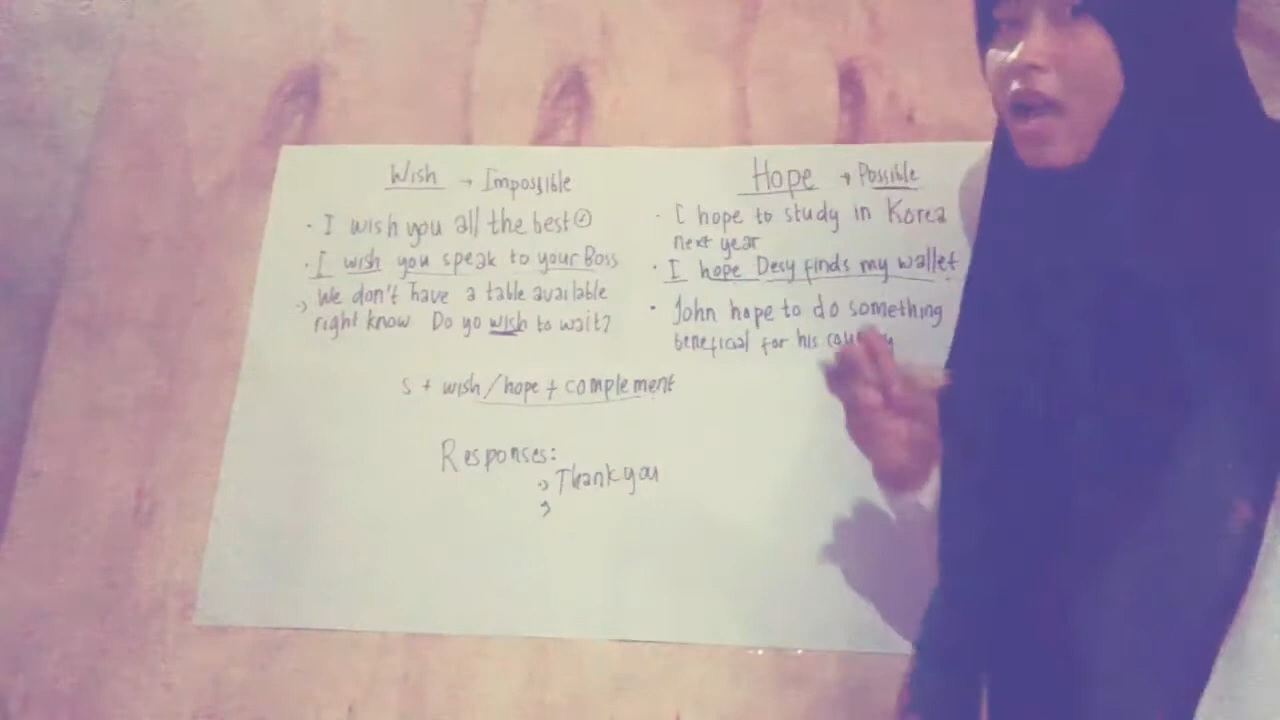 Wish → Impossible
· I wish you all the best
· I wish you speak to your Boss
→ We don't have a table available
right know Do yo wish to wait?
Hope → Possible
· I hope to study in Korea
next year
· I hope Desy finds my wallet
· John hope to do something
beneficial for his country
S + wish/hope + complement
Responses:
→ Thank you